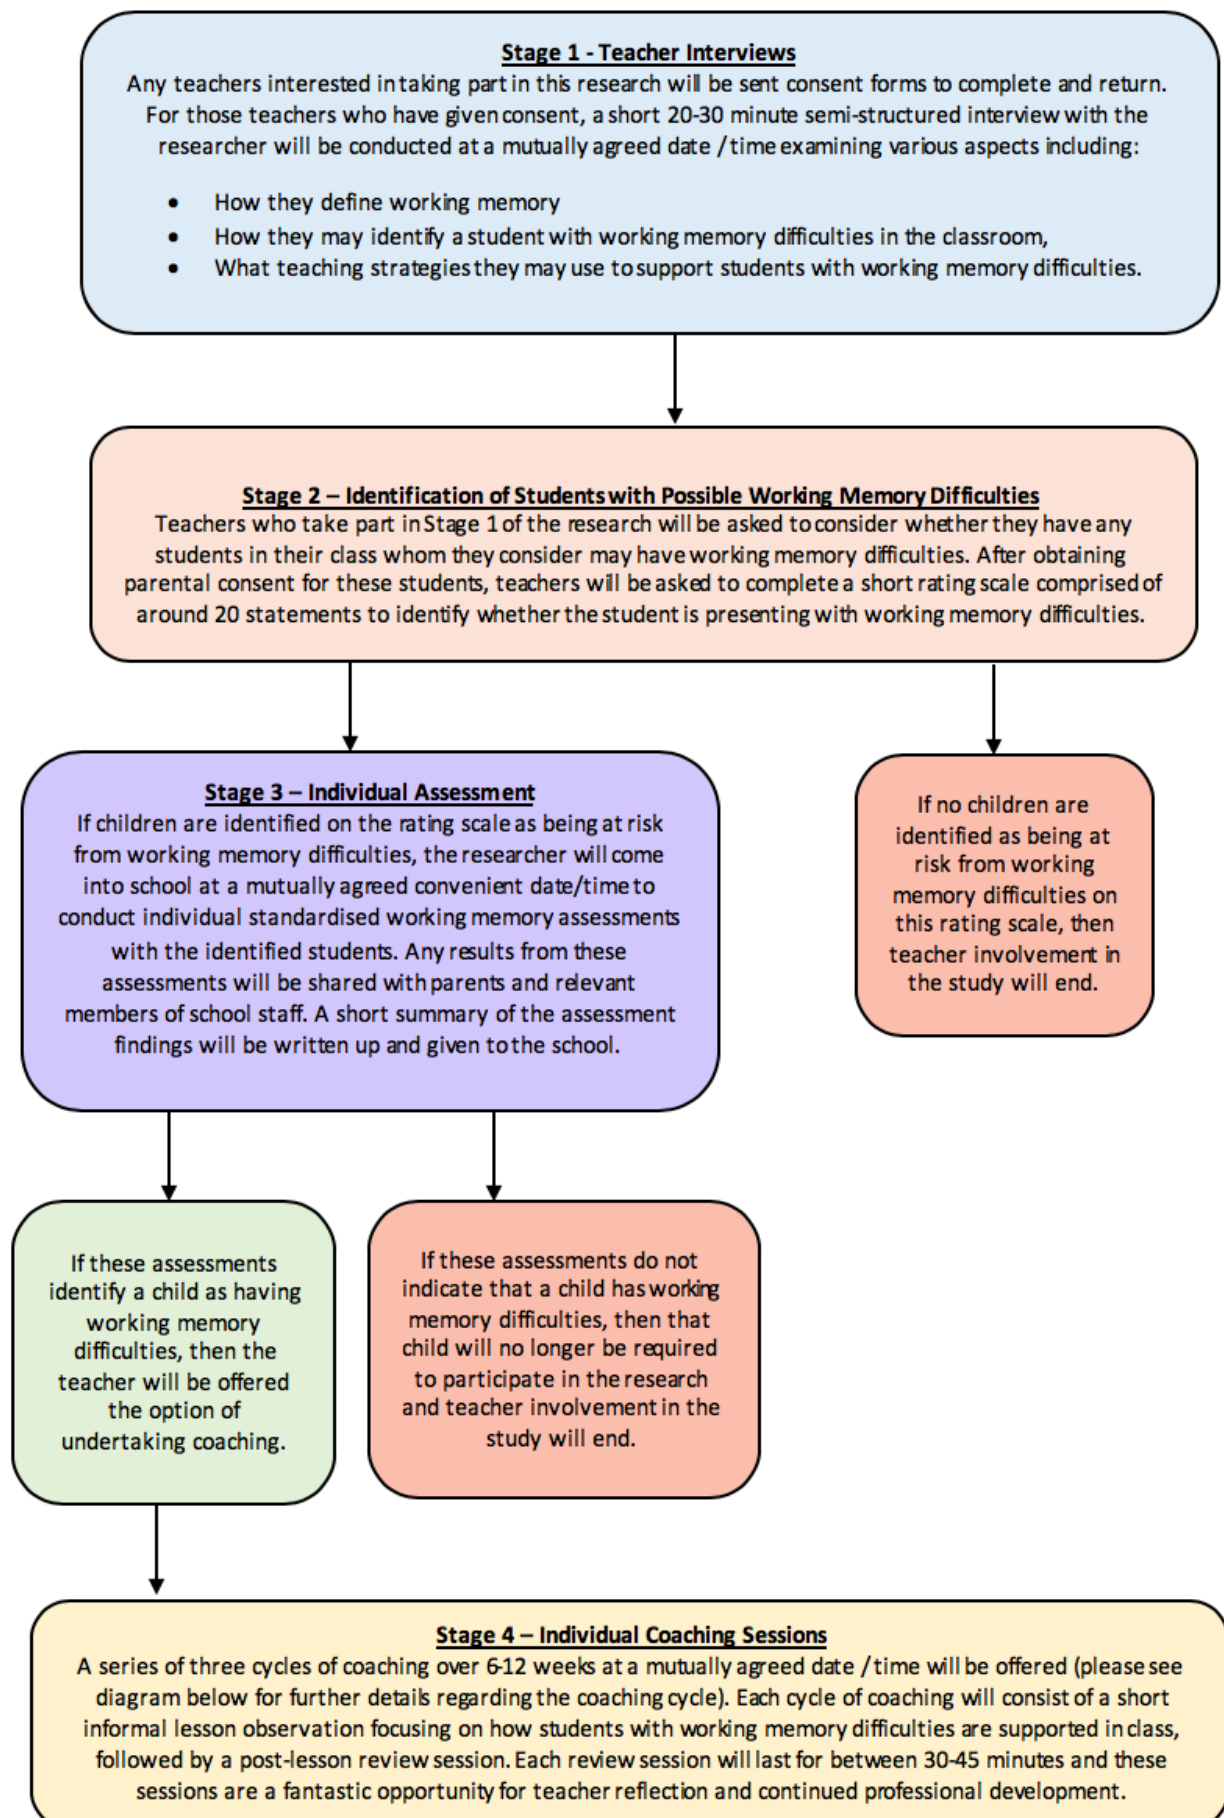 Stage 1 - Teacher Interviews
Any teachers interested in taking part in this research will be sent consent forms to complete and return.
For those teachers who have given consent, a short 20-30 minute semi-structured interview with the
researcher will be conducted at a mutually agreed date / time examining various aspects including:
• How they define working memory
• How they may identify a student with working memory difficulties in the classroom,
• What teaching strategies they may use to support students with working memory difficulties.
Stage 2 – Identification of Students with Possible Working Memory Difficulties
Teachers who take part in Stage 1 of the research will be asked to consider whether they have any
students in their class whom they consider may have working memory difficulties. After obtaining
parental consent for these students, teachers will be asked to complete a short rating scale comprised of
around 20 statements to identify whether the student is presenting with working memory difficulties.
Stage 3 – Individual Assessment
If children are identified on the rating scale as being at risk
from working memory difficulties, the researcher will come
into school at a mutually agreed convenient date/time to
conduct individual standardised working memory assessments
with the identified students. Any results from these
assessments will be shared with parents and relevant
members of school staff. A short summary of the assessment
findings will be written up and given to the school.
If no children are
identified as being at
risk from working
memory difficulties on
this rating scale, then
teacher involvement in
the study will end.
If these assessments
identify a child as having
working memory
difficulties, then the
teacher will be offered
the option of
undertaking coaching.
If these assessments do not
indicate that a child has working
memory difficulties, then that
child will no longer be required
to participate in the research
and teacher involvement in the
study will end.
Stage 4 – Individual Coaching Sessions
A series of three cycles of coaching over 6-12 weeks at a mutually agreed date / time will be offered (please see
diagram below for further details regarding the coaching cycle). Each cycle of coaching will consist of a short
informal lesson observation focusing on how students with working memory difficulties are supported in class,
followed by a post-lesson review session. Each review session will last for between 30-45 minutes and these
sessions are a fantastic opportunity for teacher reflection and continued professional development.